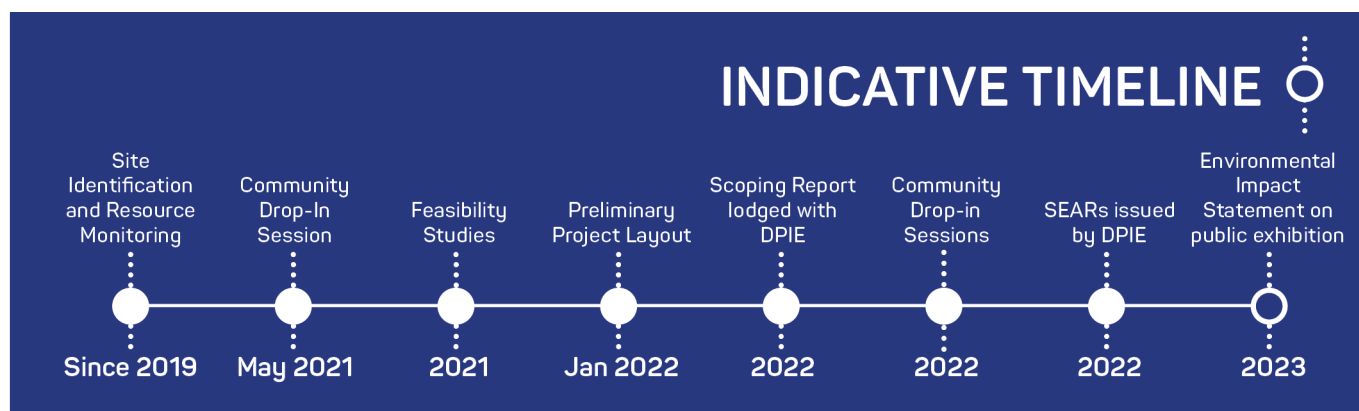 INDICATIVE TIMELINE
Site
Identification
and Resource
Monitoring
Since 2019
Community
Drop-In
Session
May 2021
Feasibility
Studies
2021
Preliminary
Project Layout
Jan 2022
Scoping Report
lodged with
DPIE
2022
Community
Drop-in
Sessions
2022
SEARs issued
by DPIE
2022
Environmental
Impact
Statement on
public exhibition
2023